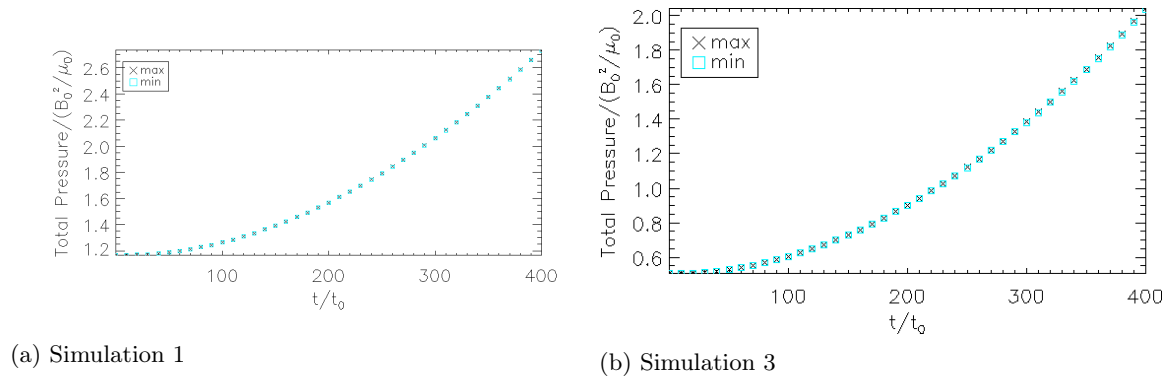 Total Pressure/(B₀²/μ₀)
2.6
2.4
2.2
2.0
1.8
1.6
1.4
1.2
max
min
100
200
300
400
t/t₀
(a) Simulation 1
Total Pressure/(B₀²/μ₀)
2.0
1.8
1.6
1.4
1.2
1.0
0.8
0.6
max
min
100
200
300
400
t/t₀
(b) Simulation 3